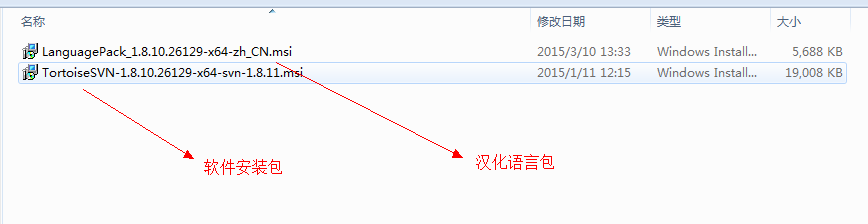 名称 修改日期 类型 大小
LanguagePack_1.8.10.26129-x64-zh_CN.msi 2015/3/10 13:33 Windows Install... 5,688 KB
TortoiseSVN-1.8.10.26129-x64-svn-1.8.11.msi 2015/1/11 12:15 Windows Install... 19,008 KB
软件安装包 汉化语言包